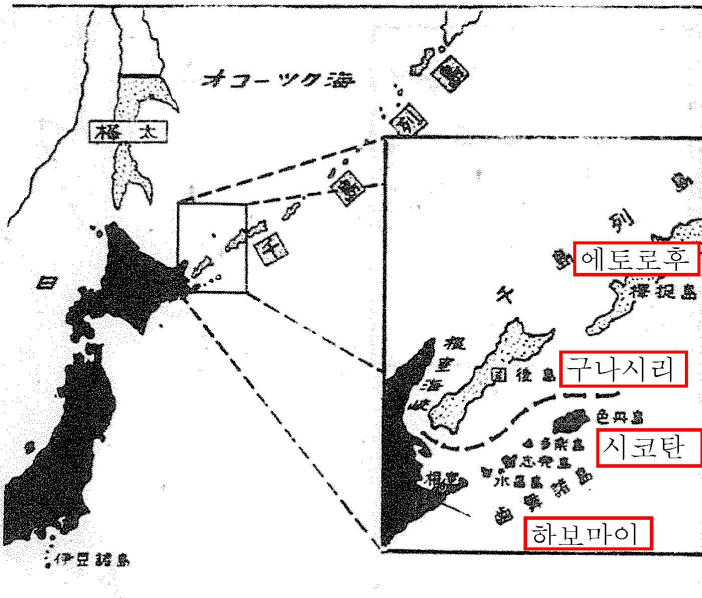 オコーツク海
樺太
千島列島
日
伊豆諸島
島
列
島
千
에토로후
擇捉島
根室海峡
国後島
구나시리
色丹島
시코탄
多楽島
志発島
水晶島
根室
歯舞諸島
하보마이